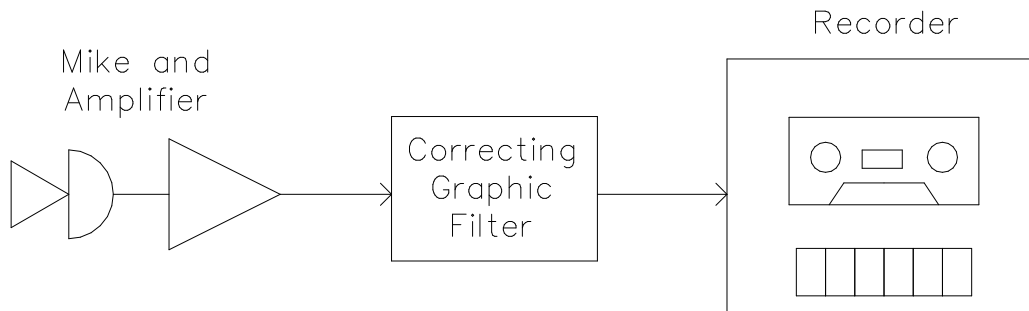 Mike and
Amplifier
Correcting
Graphic
Filter
Recorder